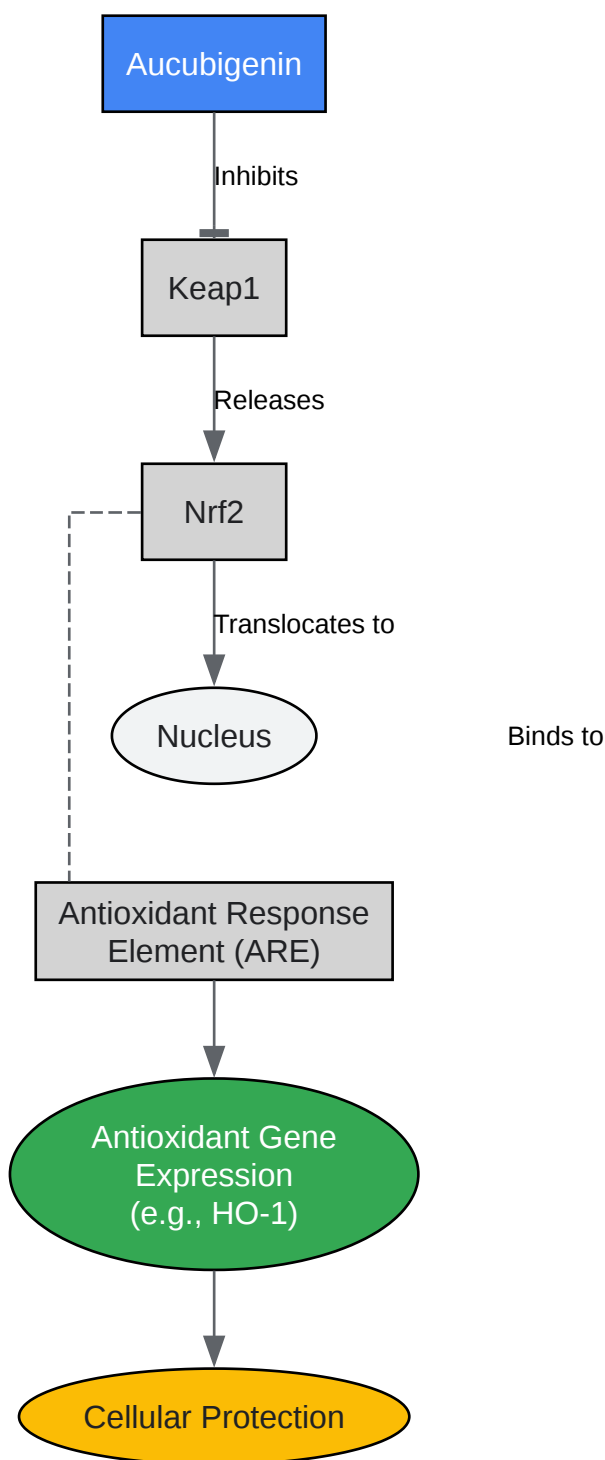 Aucubigenin
Inhibits
Keap1
Releases
Nrf2
Translocates to
Nucleus
Binds to
Antioxidant Response
Element (ARE)
Antioxidant Gene
Expression
(e.g., HO-1)
Cellular Protection